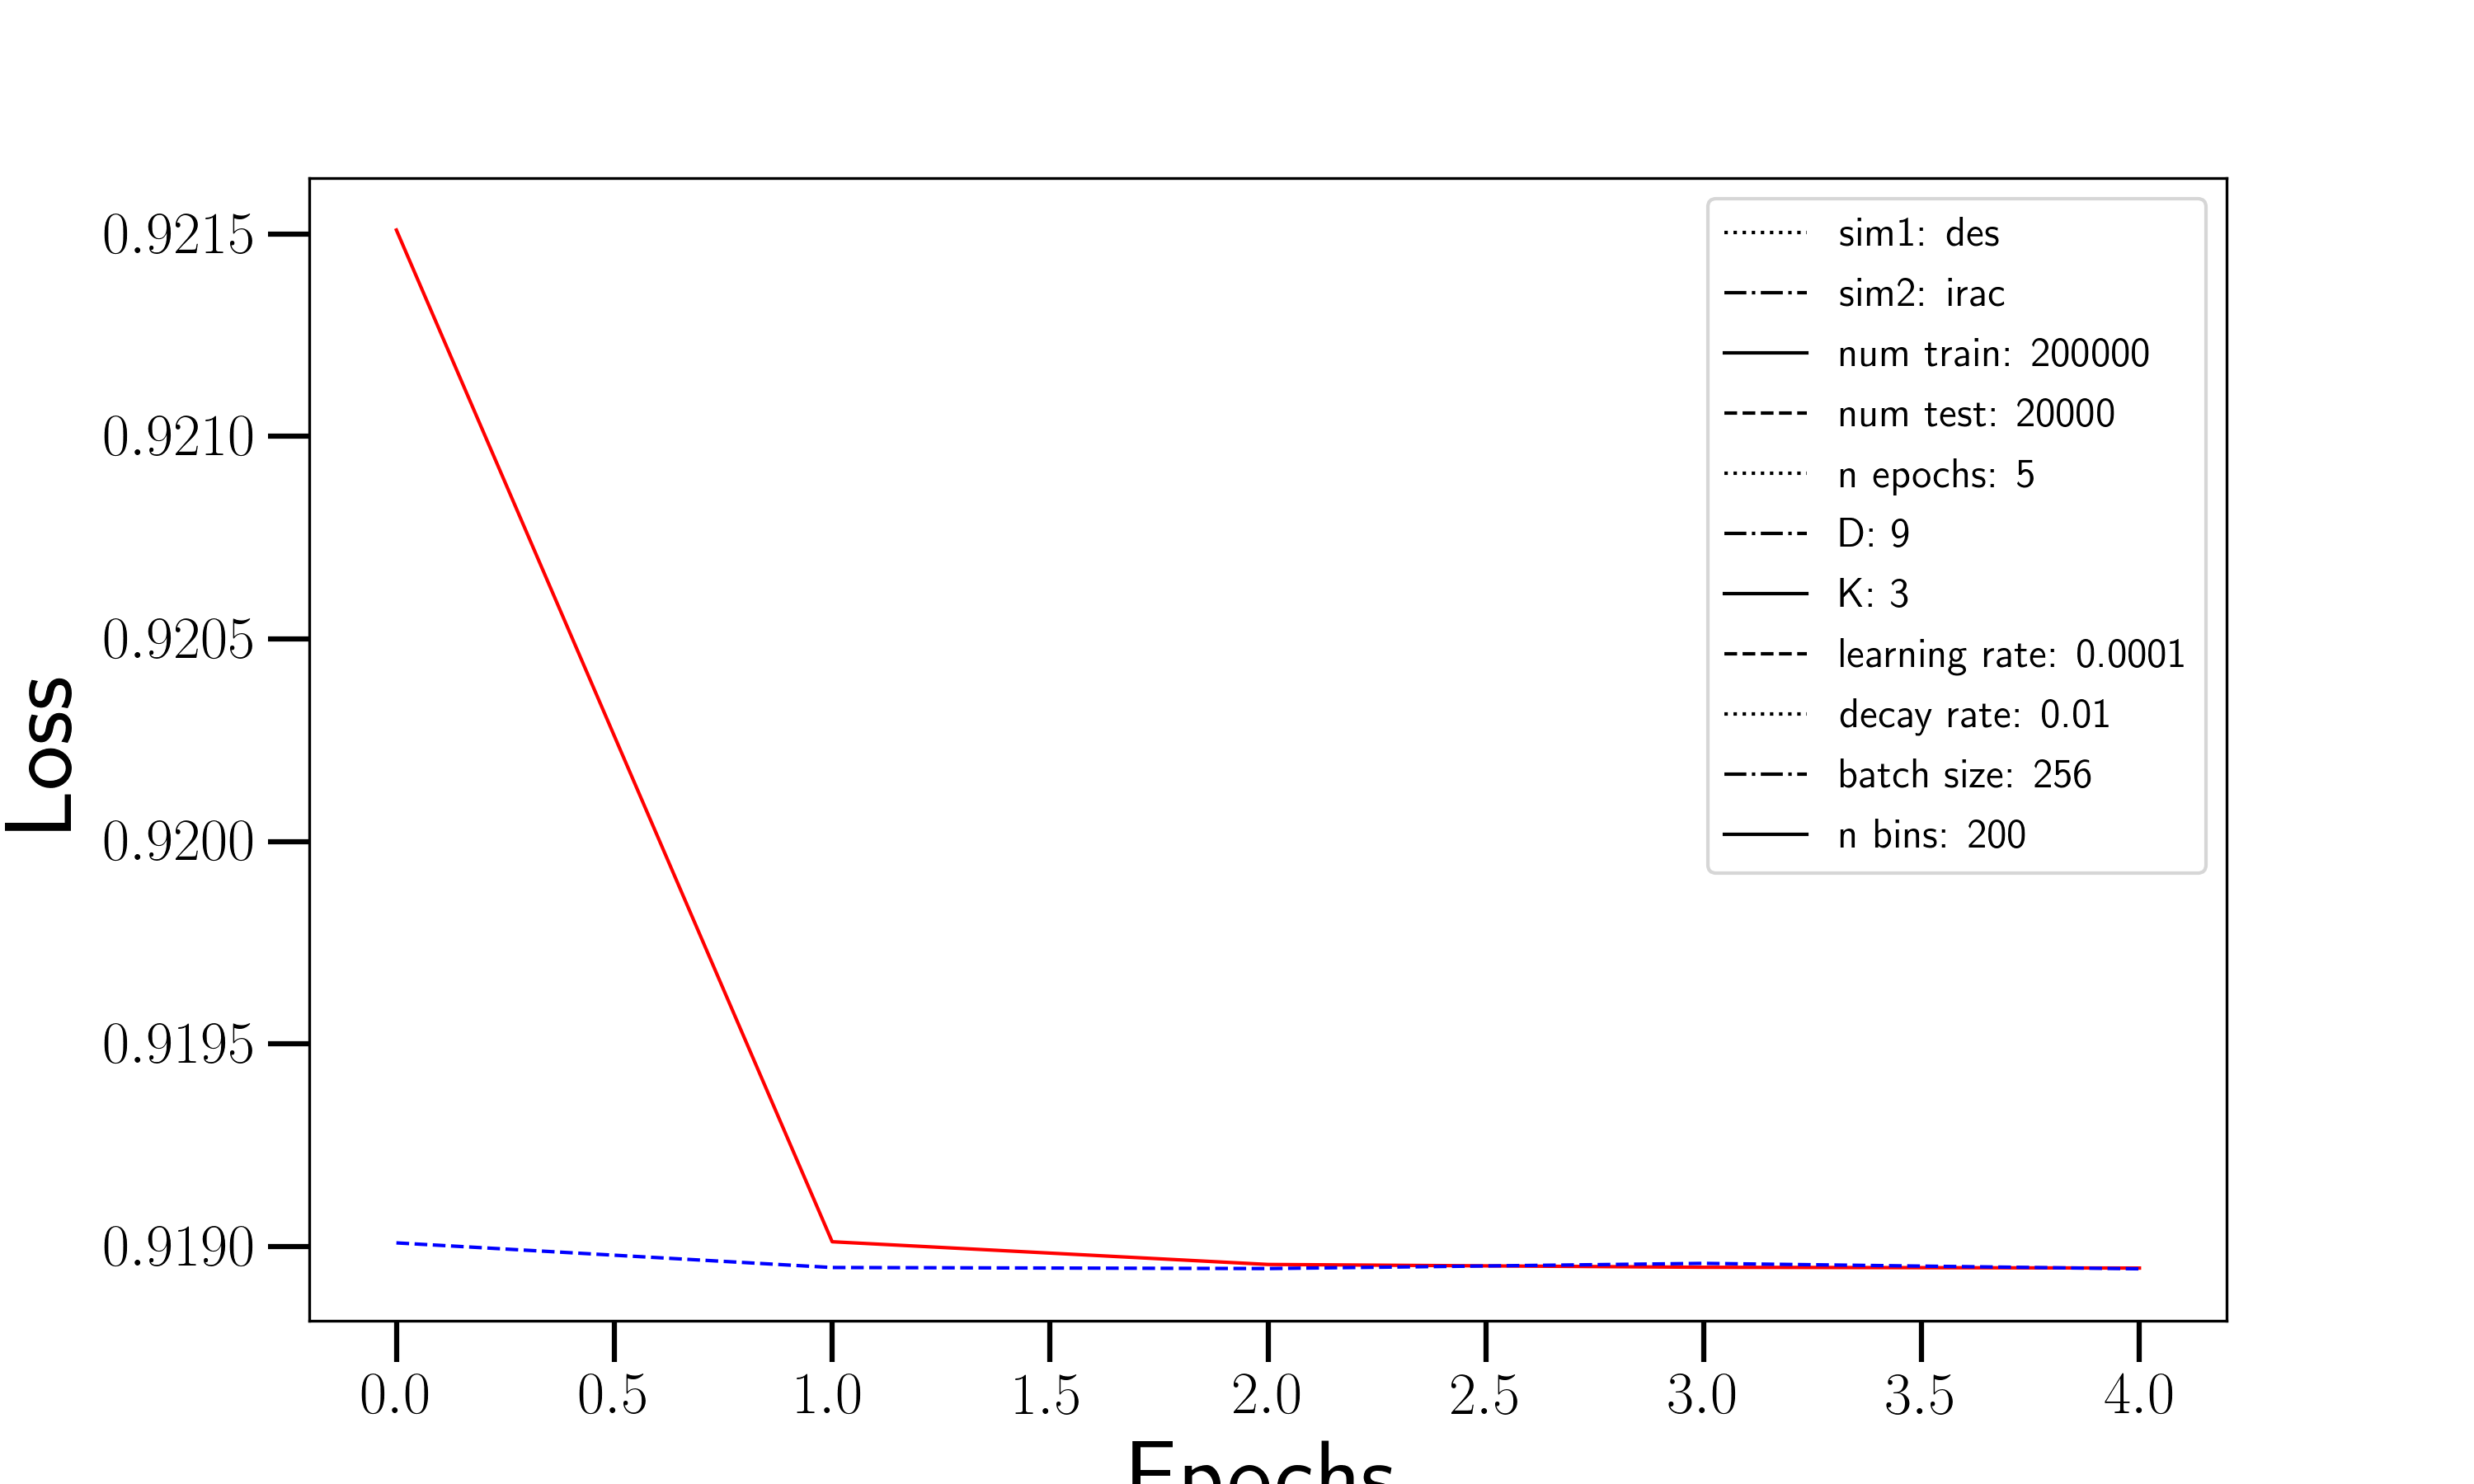 0.9215
0.9210
0.9205
0.9200
0.9195
0.9190
Loss
sim1: des
sim2: irac
num train: 200000
num test: 20000
n epochs: 5
D: 9
K: 3
learning rate: 0.0001
decay rate: 0.01
batch size: 256
n bins: 200
0.0 0.5 1.0 1.5 2.0 2.5 3.0 3.5 4.0
Epochs